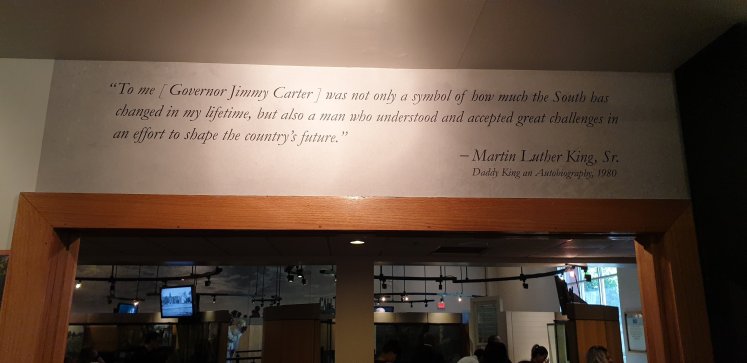 “To me [ Governor Jimmy Carter ] was not only a symbol of how much the South has
changed in my lifetime, but also a man who understood and accepted great challenges in
an effort to shape the country’s future.”
– Martin Luther King, Sr.
Daddy King an Autobiography, 1980